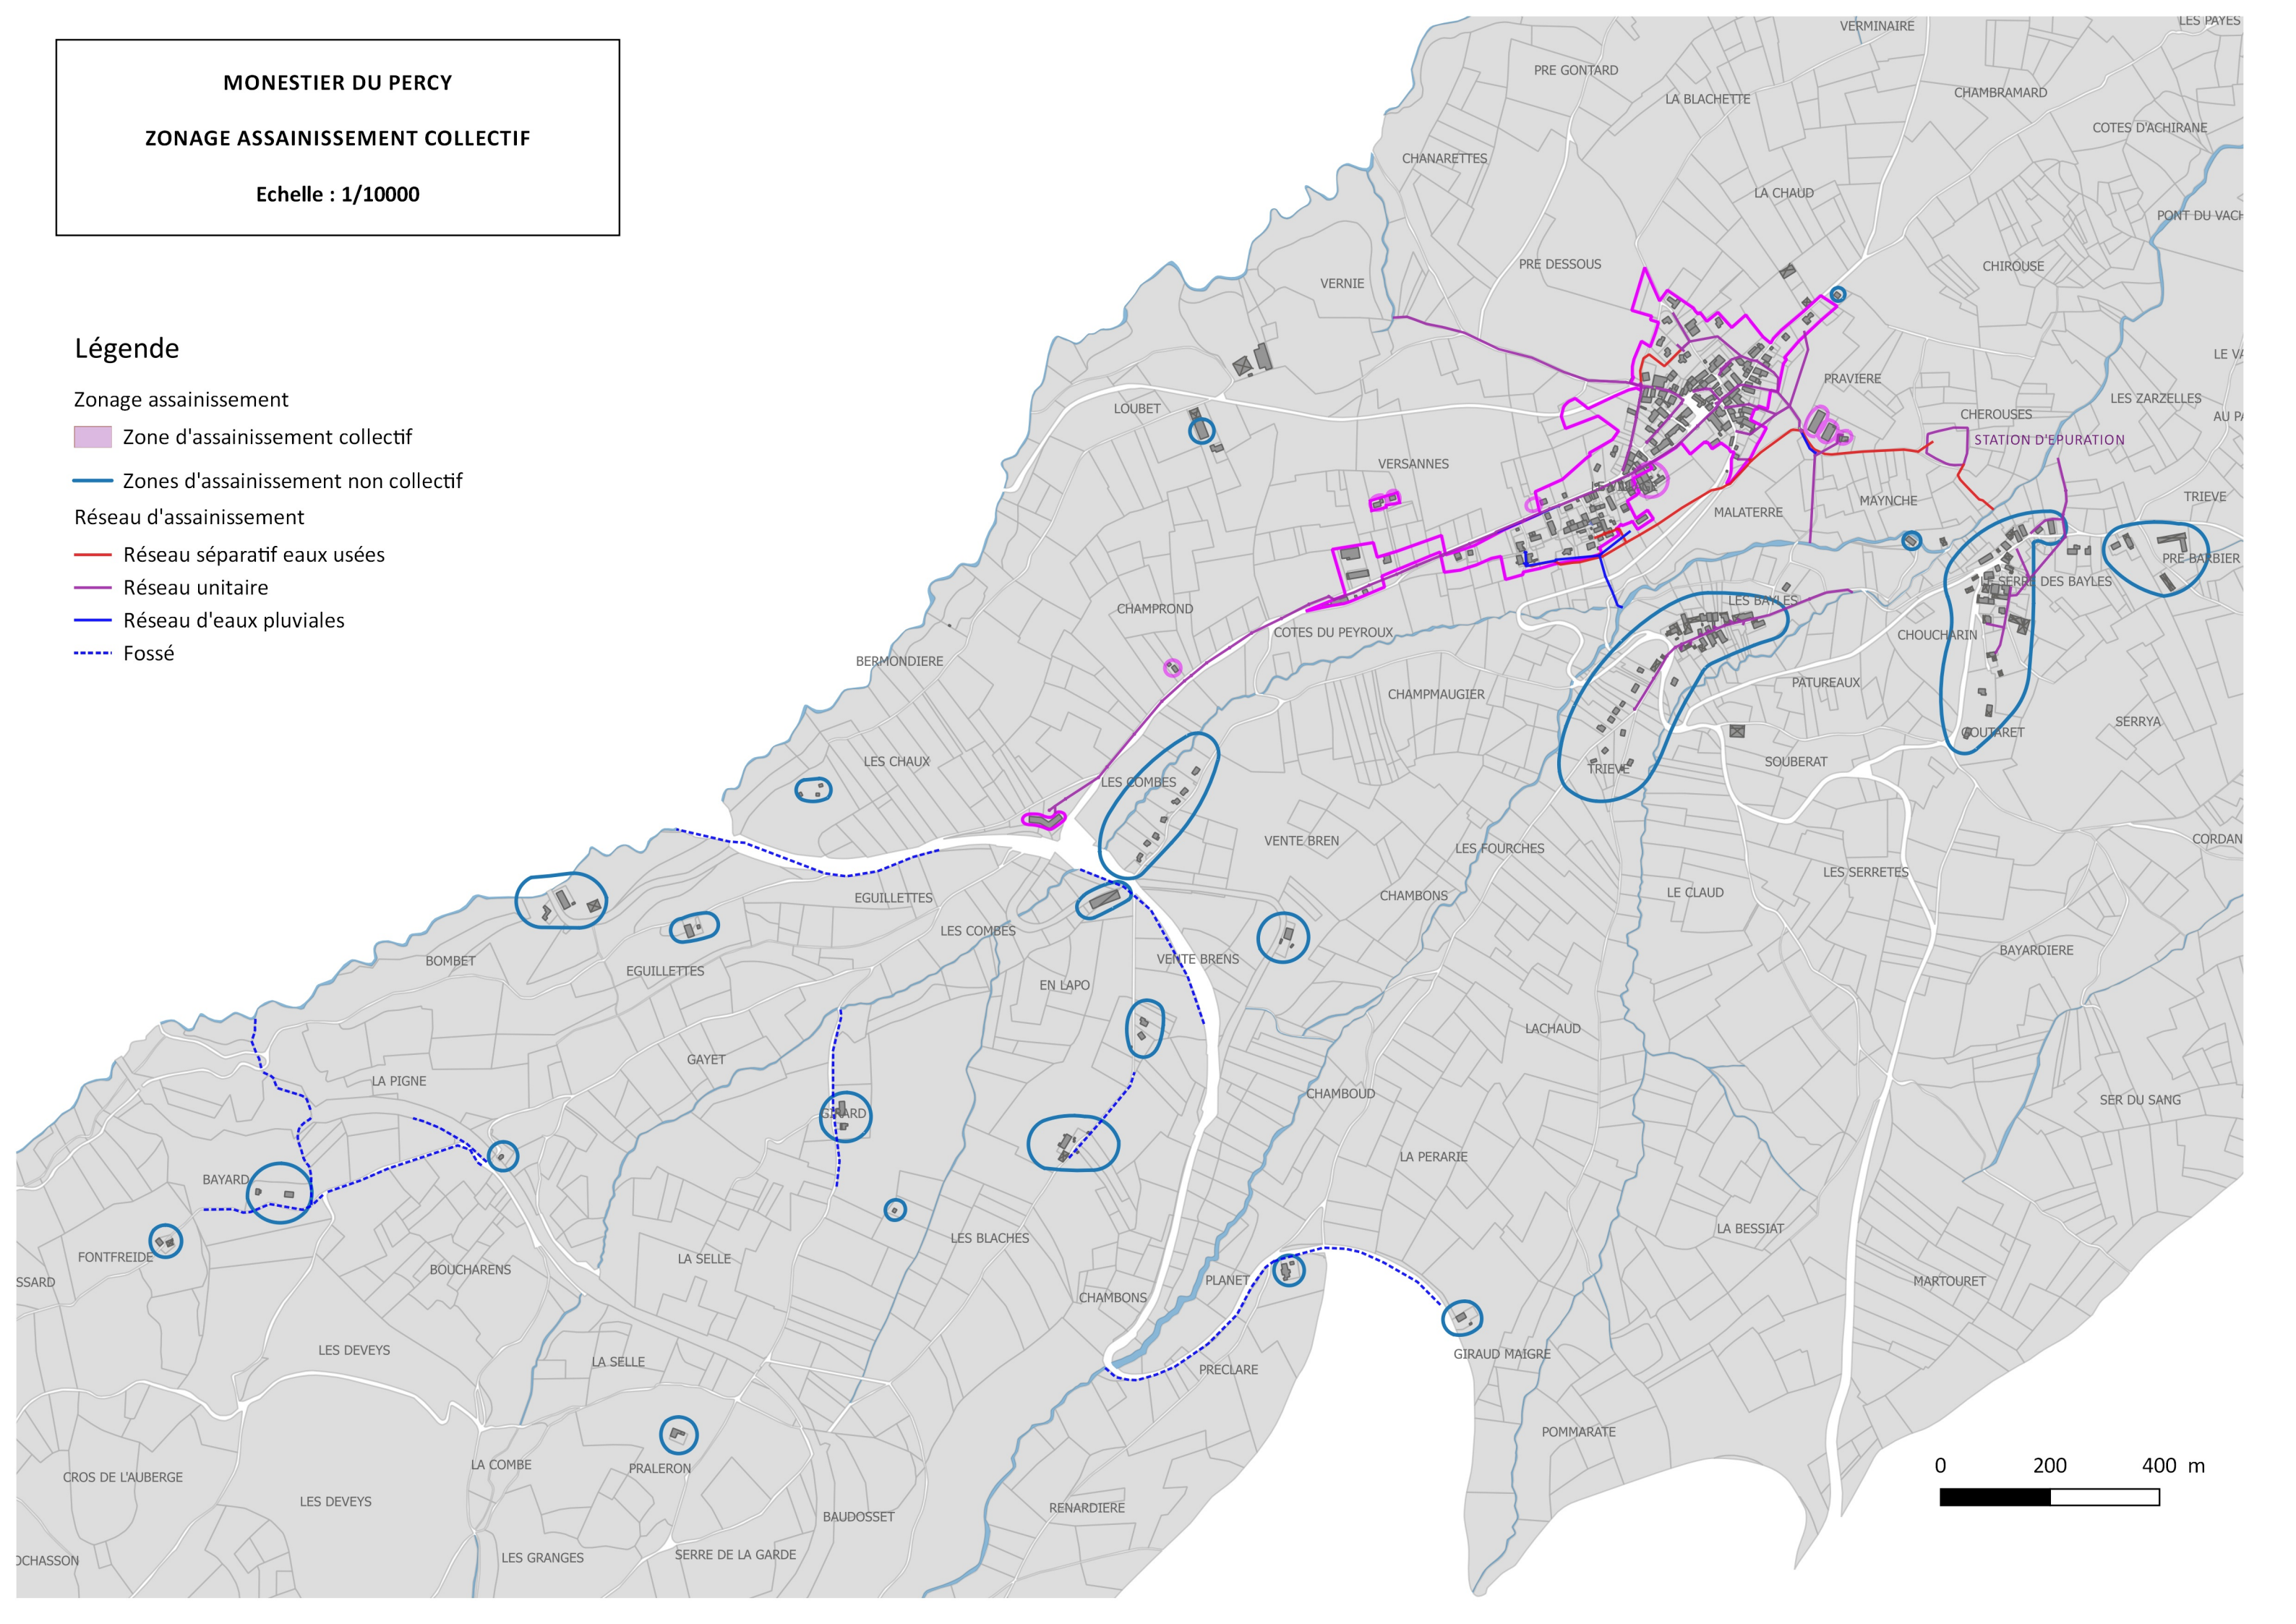 MONESTIER DU PERCY
ZONAGE ASSAINISSEMENT COLLECTIF
Echelle : 1/10000
Légende
Zonage assainissement
Zone d'assainissement collectif
Zones d'assainissement non collectif
Réseau d'assainissement
Réseau séparatif eaux usées
Réseau unitaire
Réseau d'eaux pluviales
Fossé
LES PAYES
VERMINAIRE
PRE GONTARD
LA BLACHETTE
CHAMBRAMARD
COTES D'ACHIRANE
CHANARETTES
LA CHAUD
PONT DU VACH
PRE DESSOUS
CHIROUSE
VERNIE
LE VA
PRAVIERE
LES ZARZELLES
LOUBET
CHEROUSES
AU PA
STATION D'EPURATION
VERSANNES
TRIEVE
MAYNCHE
MALATERRE
PRE BARBIER
SERRE DES BAYLES
LES BAYLES
CHAMPROND
COTES DU PEYROUX
CHOUCHARIN
BERMONDIERE
PATUREAUX
CHAMPMAUGIER
SERRYA
GOUTARET
LES CHAUX
SOUBERAT
TRIEVE
LES COMBES
CORDAN
VENTE BREN
LES FOURCHES
LES SERRETES
LE CLAUD
CHAMBONS
EGUILLETTES
LES COMBES
BAYARDIERE
VENTE BRENS
BOMBET
EGUILLETTES
EN LAPO
LACHAUD
GAYET
LA PIGNE
CHAMBOUD
SER DU SANG
GIRARD
LA PERARIE
BAYARD
LA BESSIAT
LES BLACHES
FONTFREIDE
LA SELLE
BOUCHARENS
SSARD
PLANET
MARTOURET
CHAMBONS
LES DEVEYS
GIRAUD MAIGRE
LA SELLE
PRECLARE
POMMARATE
LA COMBE
PRALERON
CROS DE L'AUBERGE
0 200 400 m
LES DEVEYS
RENARDIERE
BAUDOSSET
SERRE DE LA GARDE
LES GRANGES
OCHASSON